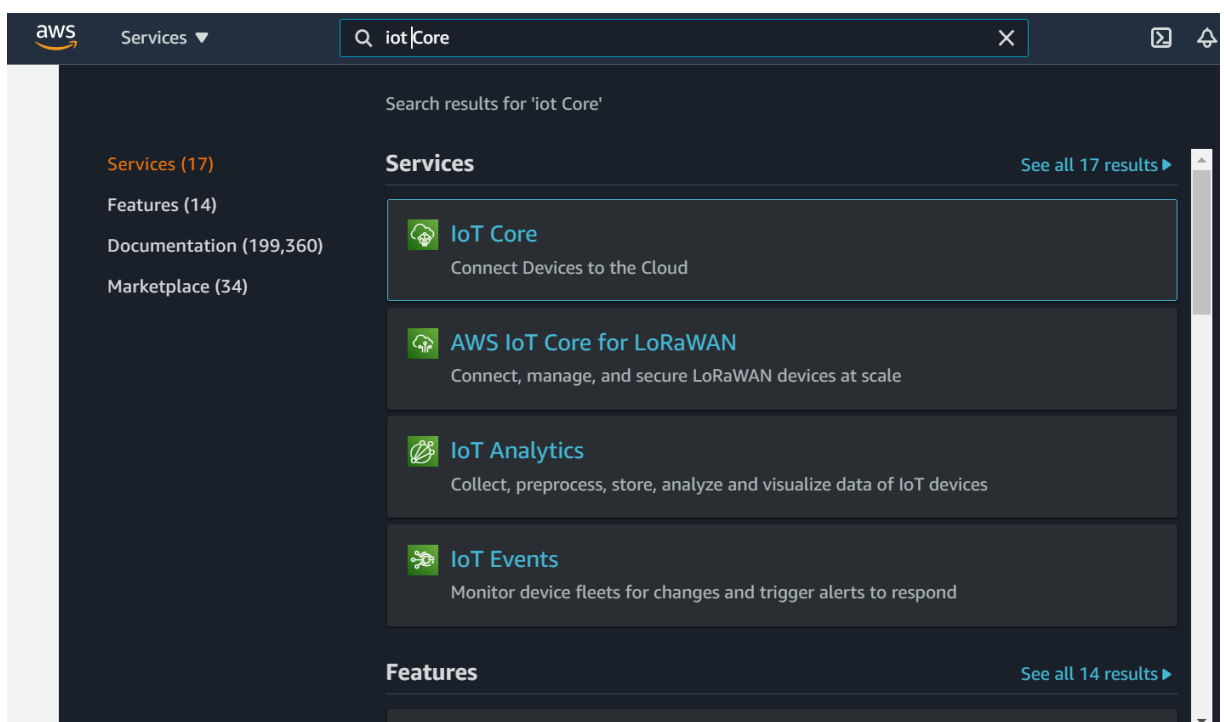 aws
Services ▼
iot Core
Search results for 'iot Core'
Services (17)
Features (14)
Documentation (199,360)
Marketplace (34)
Services
See all 17 results ▶
IoT Core
Connect Devices to the Cloud
AWS IoT Core for LoRaWAN
Connect, manage, and secure LoRaWAN devices at scale
IoT Analytics
Collect, preprocess, store, analyze and visualize data of IoT devices
IoT Events
Monitor device fleets for changes and trigger alerts to respond
Features
See all 14 results ▶